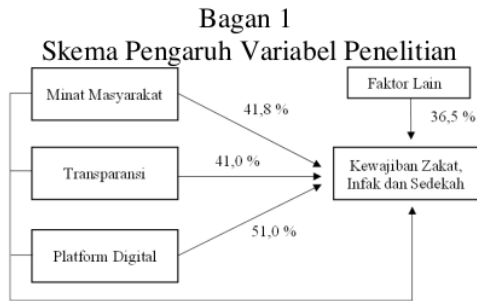 Bagan 1
Skema Pengaruh Variabel Penelitian
Minat Masyarakat
Faktor Lain
41,8 %
36,5 %
Transparansi
41,0 %
Kewajiban Zakat,
Infak dan Sedekah
Platform Digital
51,0 %